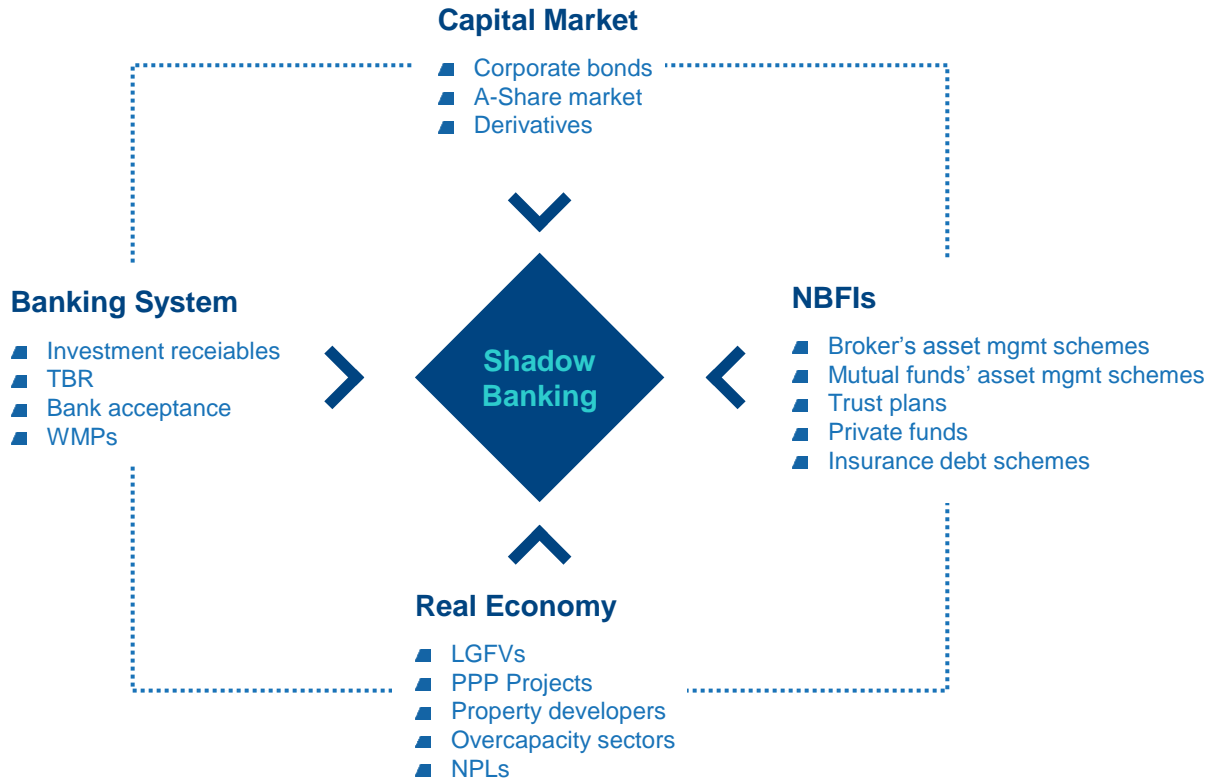 Capital Market
Corporate bonds
A-Share market
Derivatives
Banking System
Investment receiables
TBR
Bank acceptance
WMPs
Shadow
Banking
NBFIs
Broker’s asset mgmt schemes
Mutual funds’ asset mgmt schemes
Trust plans
Private funds
Insurance debt schemes
Real Economy
LGFVs
PPP Projects
Property developers
Overcapacity sectors
NPLs